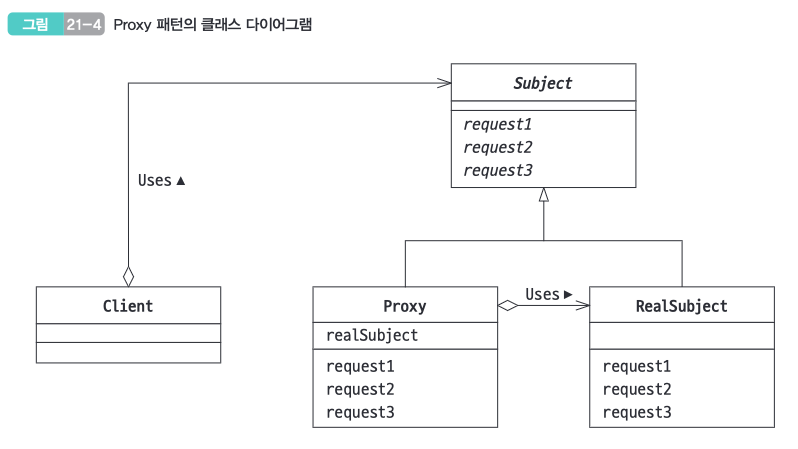 그림 21-4 Proxy 패턴의 클래스 다이어그램
Subject
request1
request2
request3
Uses ▲
Client
Proxy
realSubject
request1
request2
request3
Uses ▶
RealSubject
request1
request2
request3